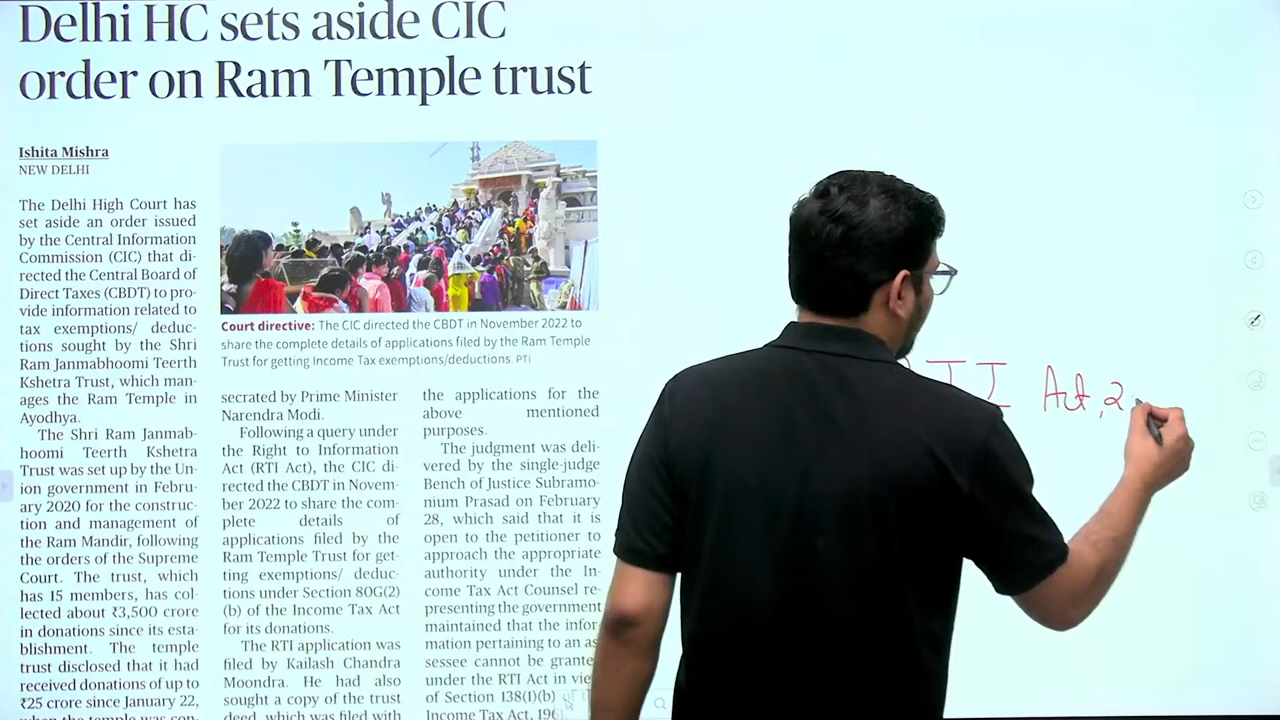 Delhi HC sets aside CIC
order on Ram Temple trust
Ishita Mishra
NEW DELHI
The Delhi High Court has
set aside an order issued
by the Central Information
Commission (CIC) that di-
rected the Central Board of
Direct Taxes (CBDT) to pro-
vide information related to
tax exemptions/ deduc-
tions sought by the Shri
Ram Janmabhoomi Teerth
Kshetra Trust, which man-
ages the Ram Temple in
Ayodhya.
The Shri Ram Janmab-
hoomi Teerth Kshetra
Trust was set up by the Un-
ion government in Febru-
ary 2020 for the construc-
tion and management of
the Ram Mandir, following
the orders of the Supreme
Court. The trust, which
has 15 members, has col-
lected about ₹3,500 crore
in donations since its esta-
blishment. The temple
trust disclosed that it had
received donations of up to
₹25 crore since January 22,
when the temple was con-
Court directive: The CIC directed the CBDT in November 2022 to
share the complete details of applications filed by the Ram Temple
Trust for getting Income Tax exemptions/deductions. PTI
secrated by Prime Minister
Narendra Modi.
Following a query under
the Right to Information
Act (RTI Act), the CIC di-
rected the CBDT in Novem-
ber 2022 to share the com-
plete details of
applications filed by the
Ram Temple Trust for get-
ting exemptions/ deduc-
tions under Section 80G(2)
(b) of the Income Tax Act
for its donations.
The RTI application was
filed by Kailash Chandra
Moondra. He had also
sought a copy of the trust
deed, which was filed with
the applications for the
above mentioned
purposes.
The judgment was deli-
vered by the single-judge
Bench of Justice Subramo-
nium Prasad on February
28, which said that it is
open to the petitioner to
approach the appropriate
authority under the In-
come Tax Act Counsel re-
presenting the government
maintained that the infor-
mation pertaining to an as
sessee cannot be grante
under the RTI Act in vie
of Section 138(1)(b) of
Income Tax Act, 196
TI Act, 2